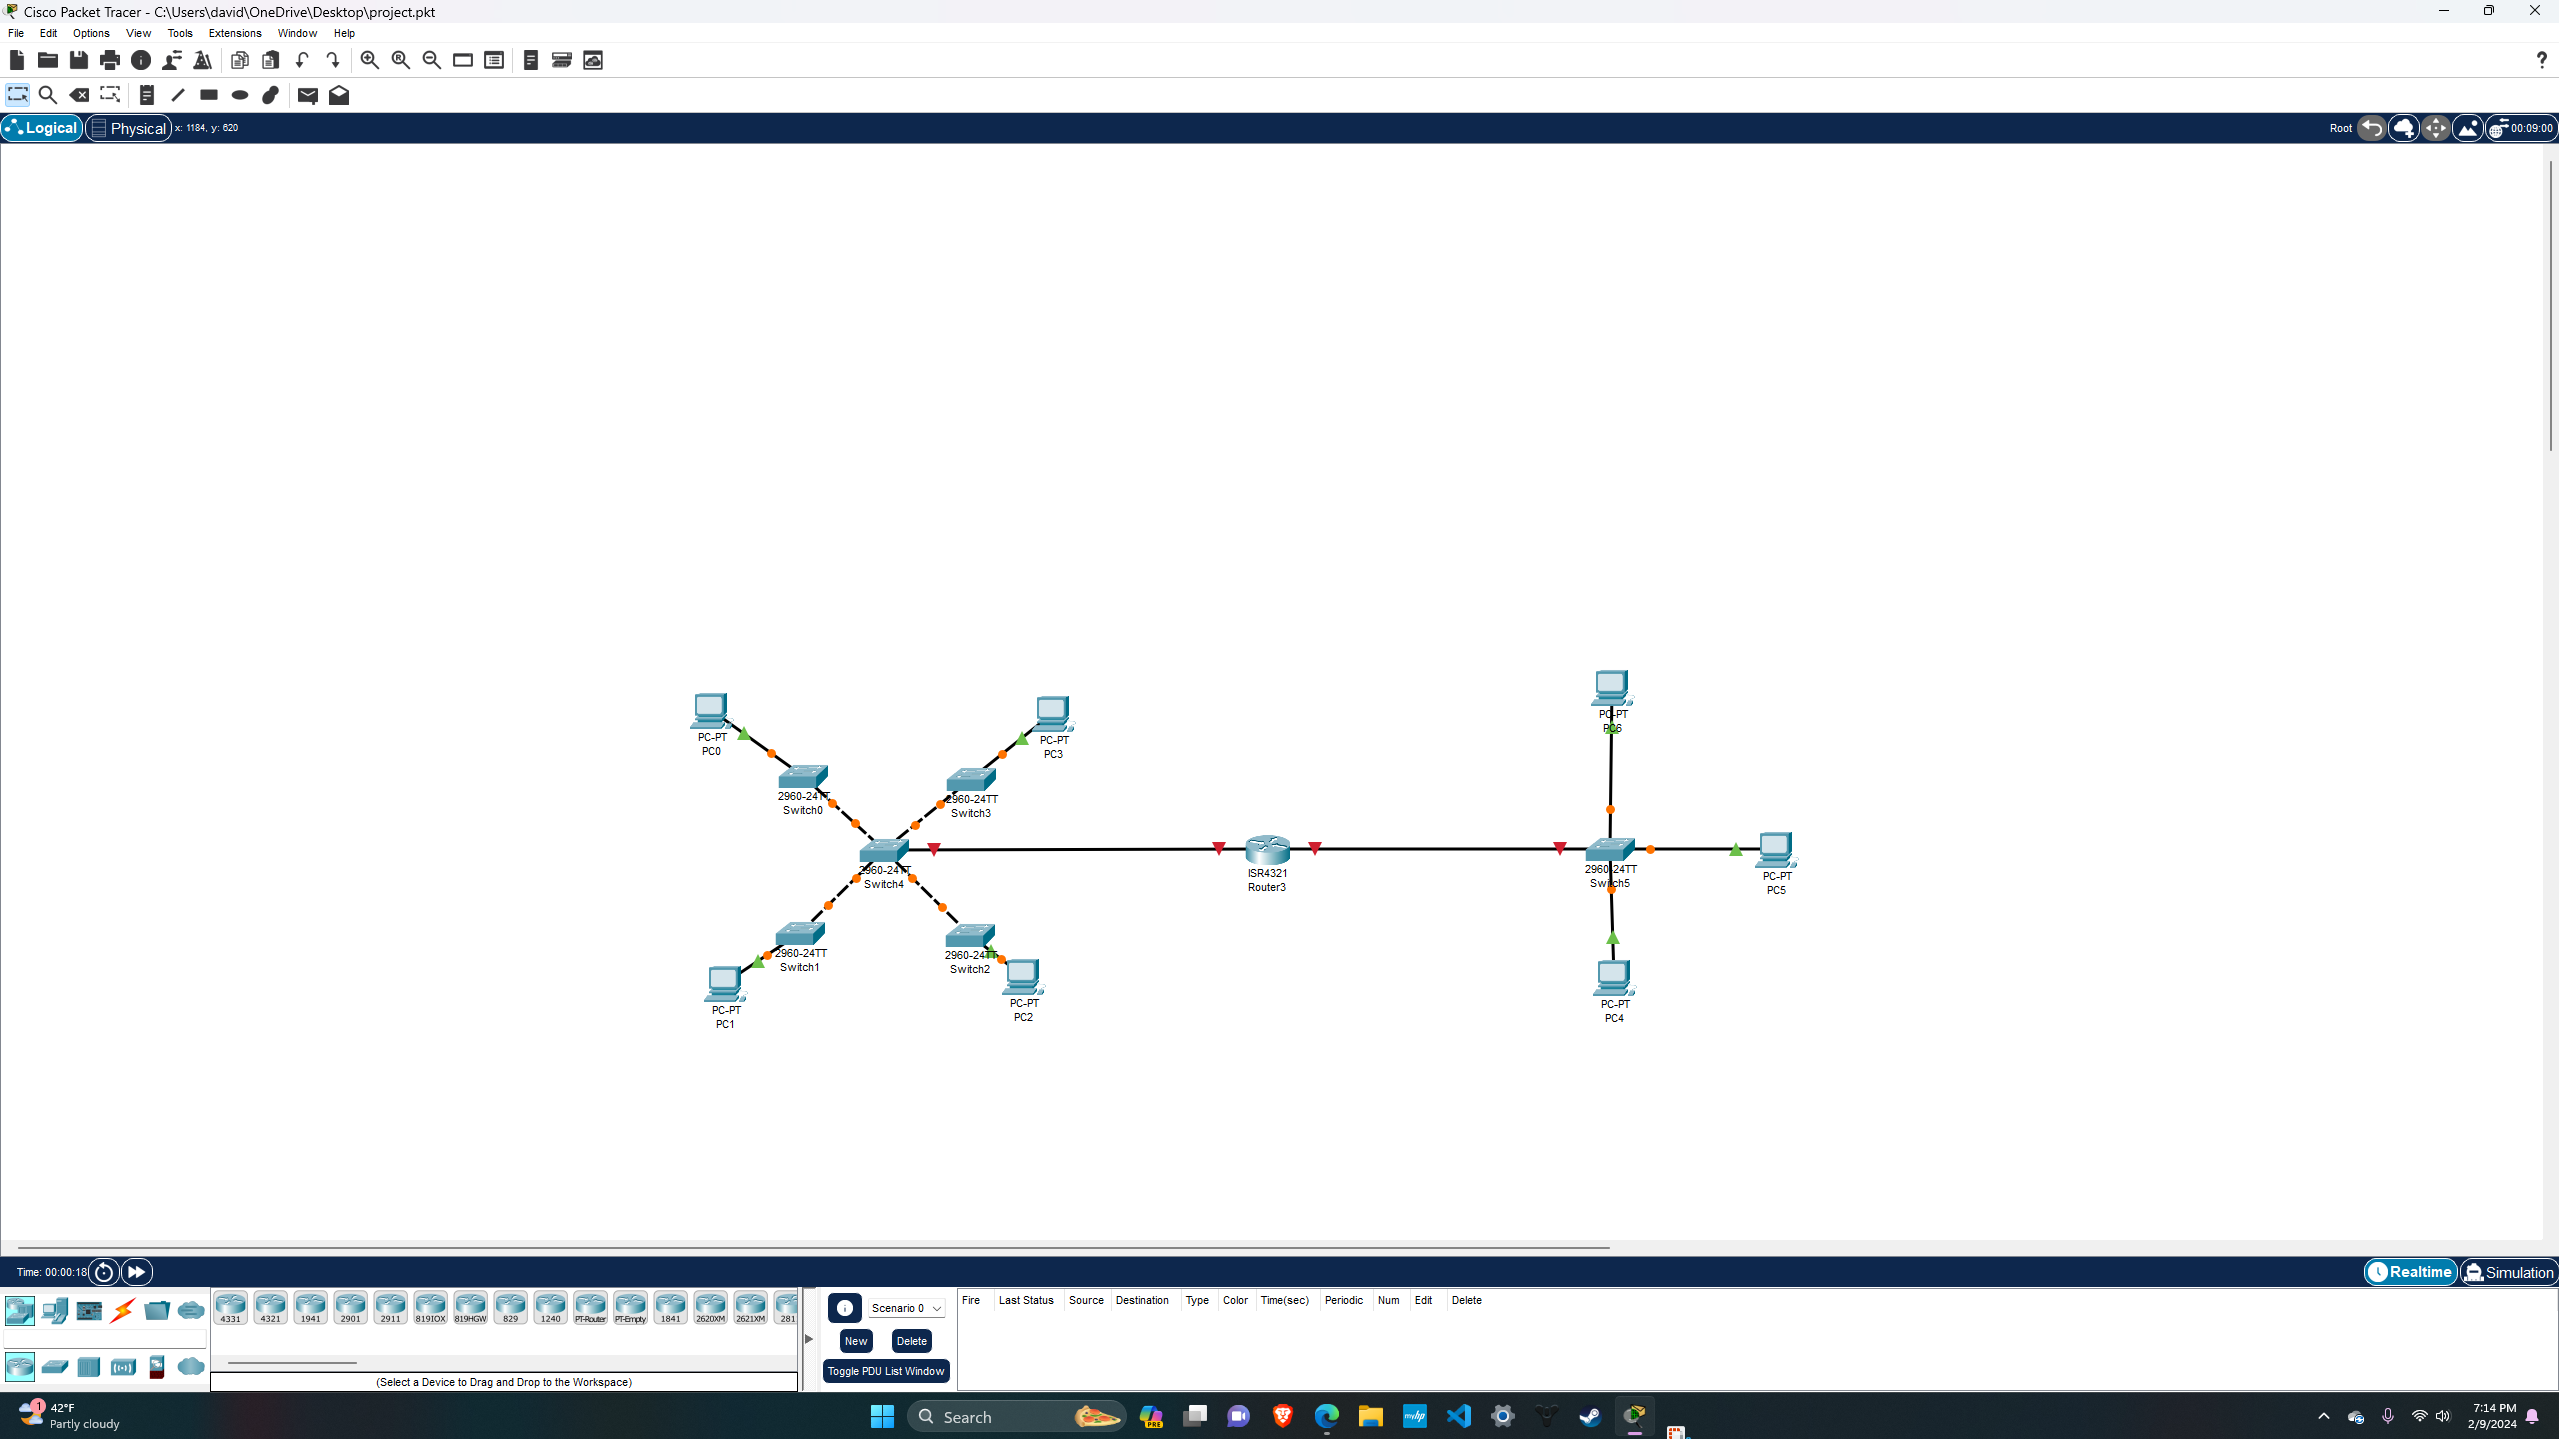 Cisco Packet Tracer - C:\Users\david\OneDrive\Desktop\project.pkt
File Edit Options View Tools Extensions Window Help
?
Logical Physical x: 1184, y: 620 Root 00:09:00
PC-PT
PC0
PC-PT
PC3
PC-PT
PC6
2960-24TT
Switch0
2960-24TT
Switch3
2960-24TT
Switch4
ISR4321
Router3
2960-24TT
Switch5
PC-PT
PC5
2960-24TT
Switch1
2960-24TT
Switch2
PC-PT
PC1
PC-PT
PC2
PC-PT
PC4
Time: 00:00:18 Realtime Simulation
4331 4321 1941 2901 2911 819IOX 819HGW 829 1240 PT-Router PT-Empty 1841 2620XM 2621XM 281
(Select a Device to Drag and Drop to the Workspace)
Scenario 0
New Delete
Toggle PDU List Window
Fire Last Status Source Destination Type Color Time(sec) Periodic Num Edit Delete
1
42°F
Partly cloudy
Search
PRE
myhp
7:14 PM
2/9/2024